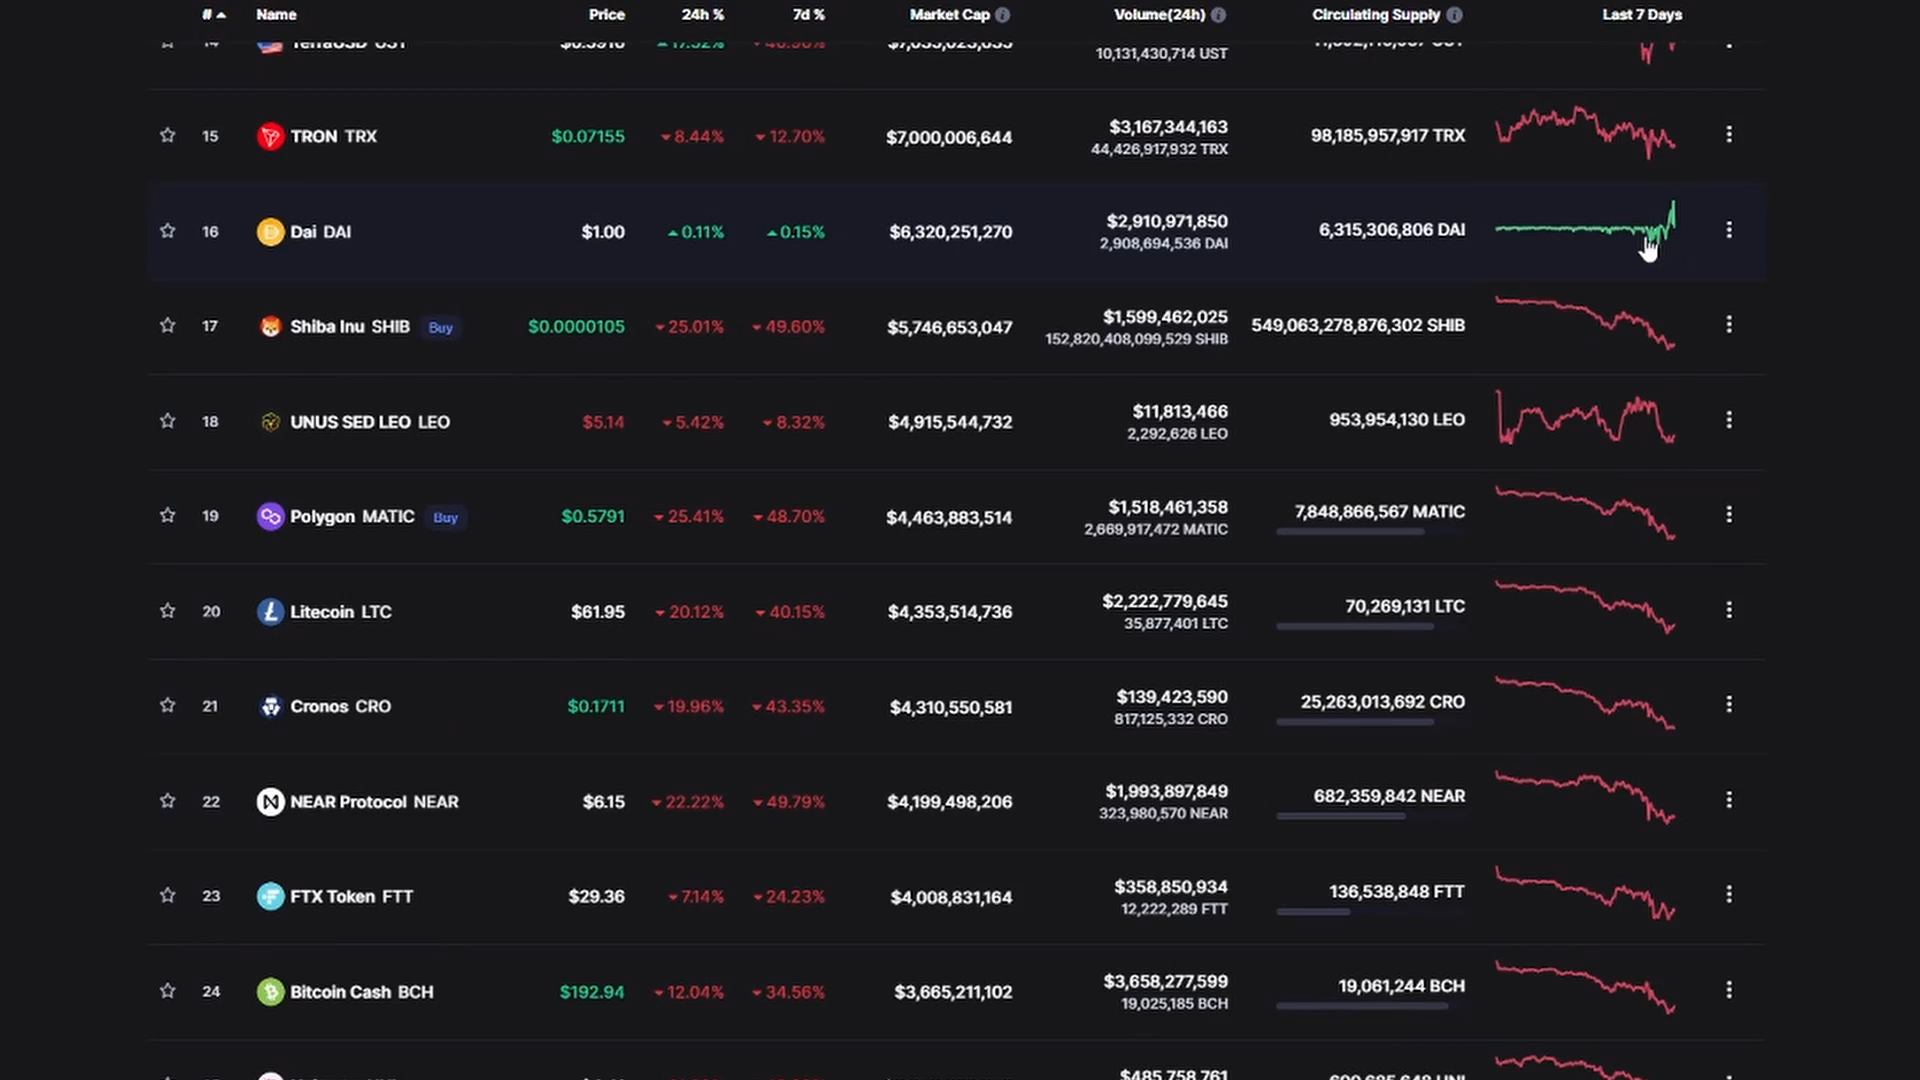 # Name Price 24h % 7d % Market Cap Volume(24h) Circulating Supply Last 7 Days
14 TerraUSD UST
10,131,430,714 UST
15 TRON TRX $0.07155 8.44% 12.70% $7,000,006,644 $3,167,344,163 98,185,957,917 TRX
44,426,917,932 TRX
16 Dai DAI $1.00 0.11% 0.15% $6,320,251,270 $2,910,971,850 6,315,306,806 DAI
2,908,694,536 DAI
17 Shiba Inu SHIB Buy $0.0000105 25.01% 49.60% $5,746,653,047 $1,599,462,025 549,063,278,876,302 SHIB
152,820,408,099,529 SHIB
18 UNUS SED LEO LEO $5.14 5.42% 8.32% $4,915,544,732 $11,813,466 953,954,130 LEO
2,292,626 LEO
19 Polygon MATIC Buy $0.5791 25.41% 48.70% $4,463,883,514 $1,518,461,358 7,848,866,567 MATIC
2,669,917,472 MATIC
20 Litecoin LTC $61.95 20.12% 40.15% $4,353,514,736 $2,222,779,645 70,269,131 LTC
35,877,401 LTC
21 Cronos CRO $0.1711 19.96% 43.35% $4,310,550,581 $139,423,590 25,263,013,692 CRO
817,125,332 CRO
22 NEAR Protocol NEAR $6.15 22.22% 49.79% $4,199,498,206 $1,993,897,849 682,359,842 NEAR
323,980,570 NEAR
23 FTX Token FTT $29.36 7.14% 24.23% $4,008,831,164 $358,850,934 136,538,848 FTT
12,222,289 FTT
24 Bitcoin Cash BCH $192.94 12.04% 34.56% $3,665,211,102 $3,658,277,599 19,061,244 BCH
19,025,185 BCH
$485,758,761